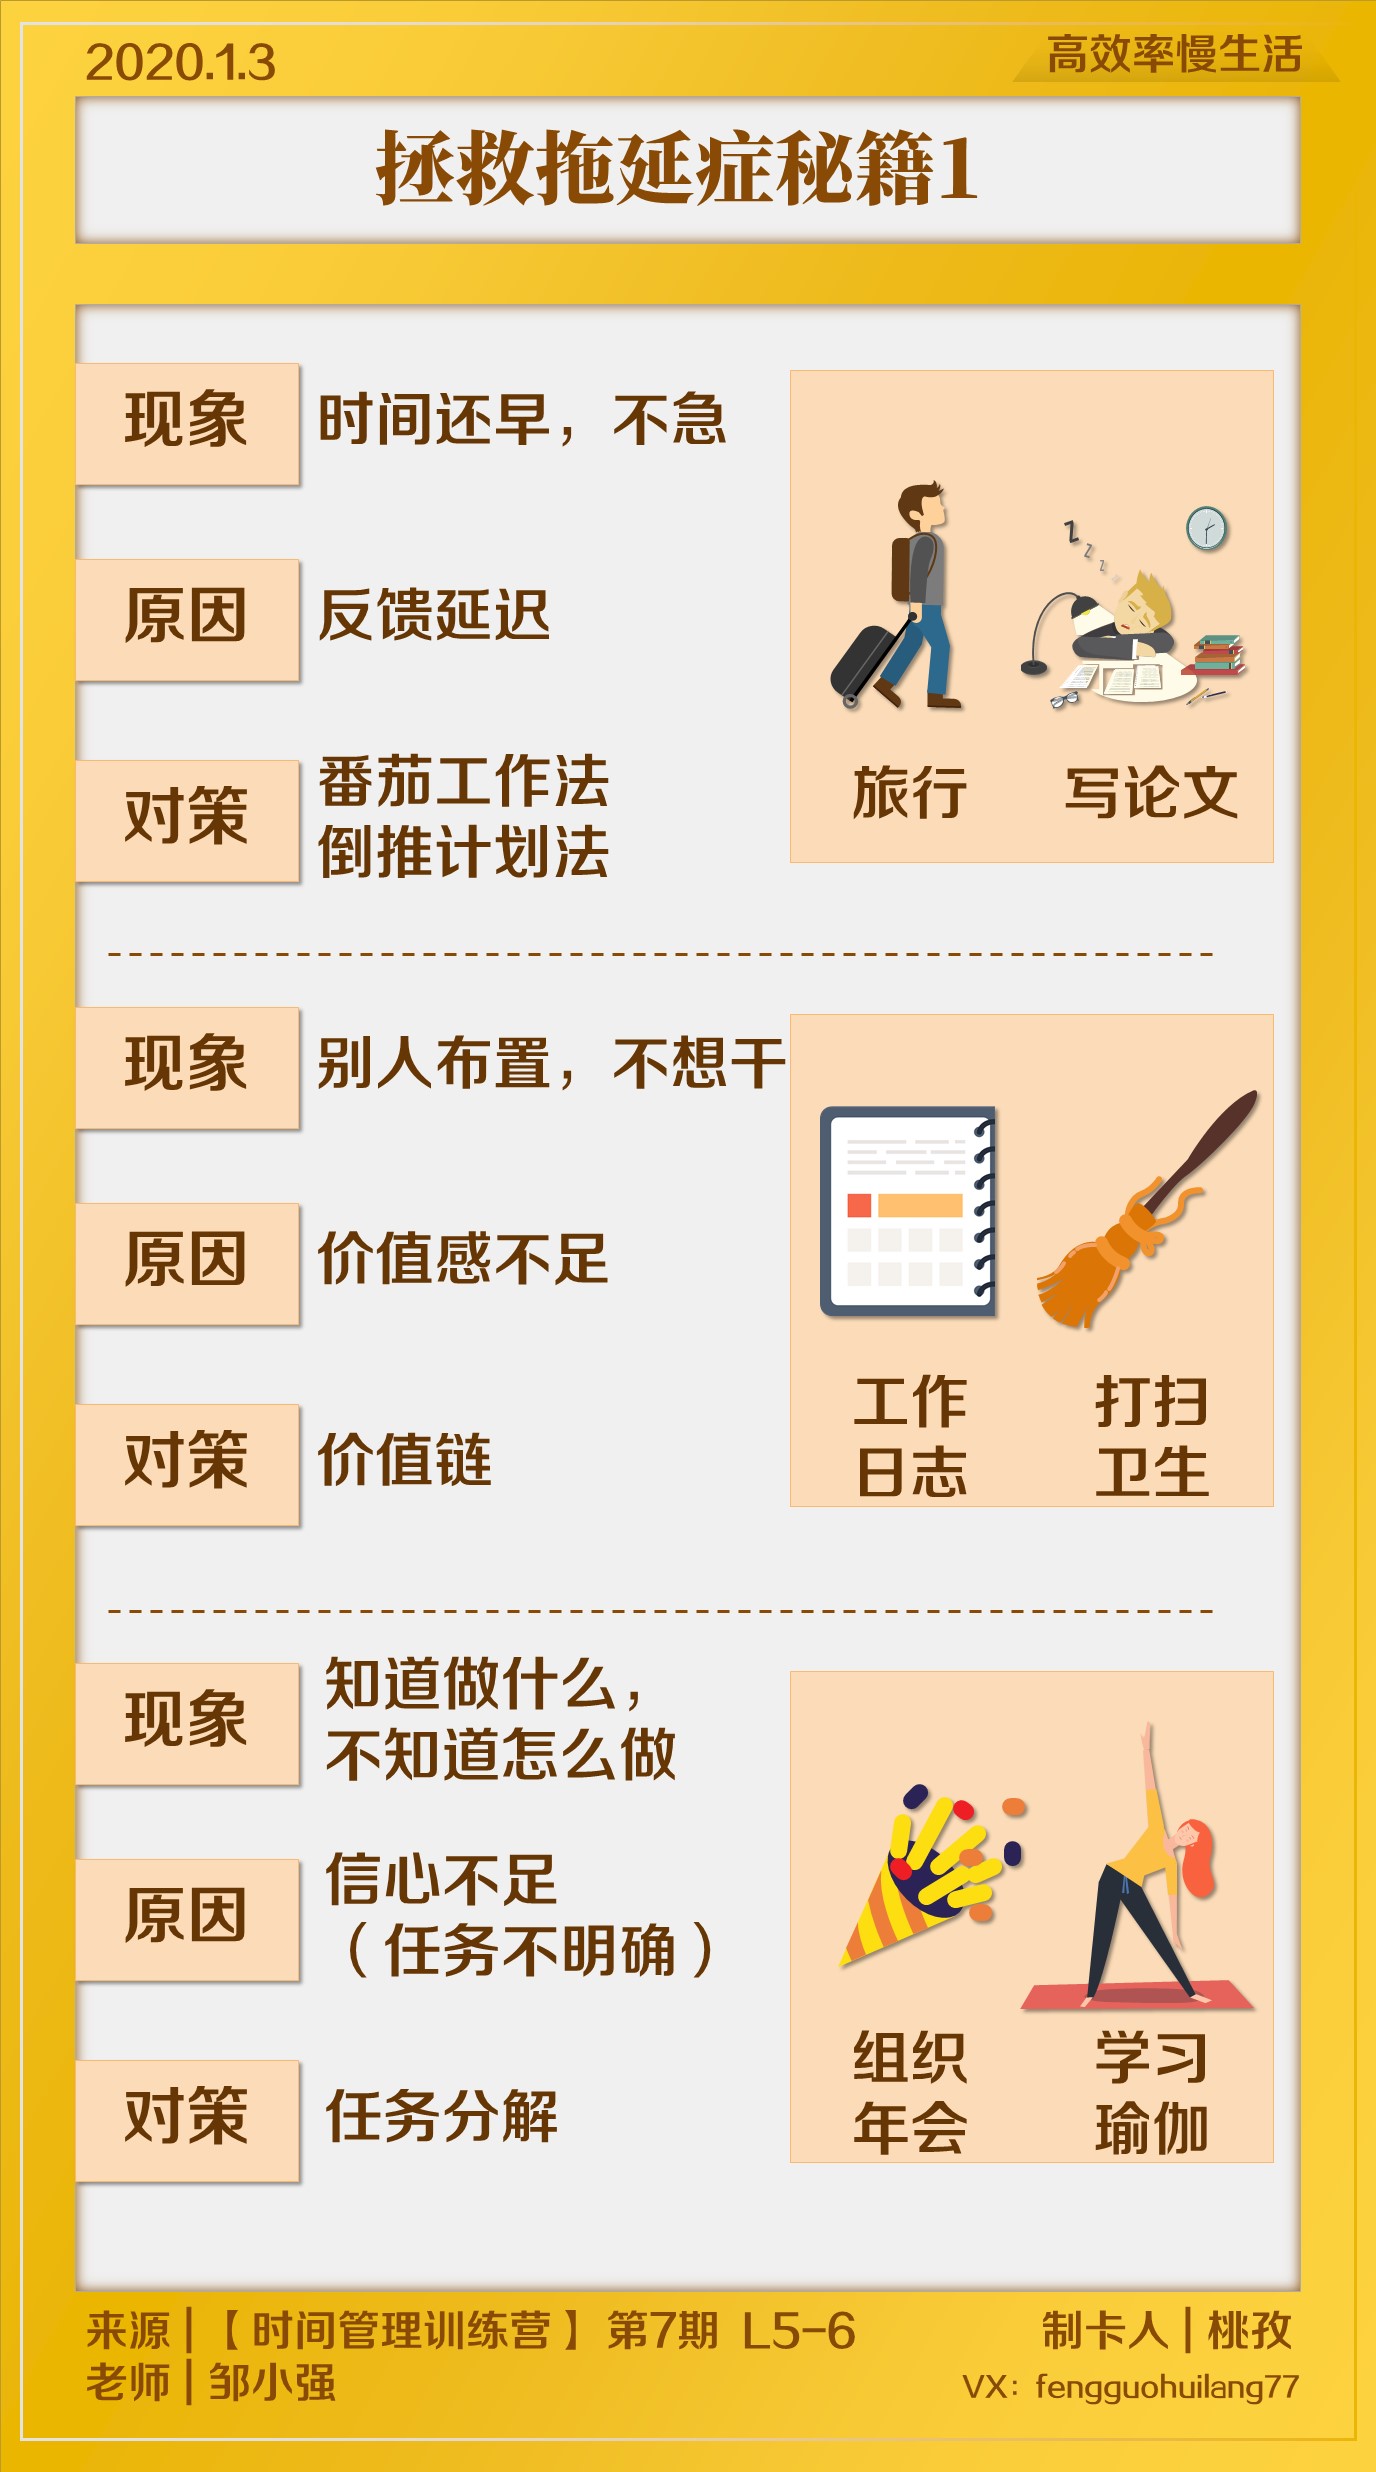 2020.1.3
高效率慢生活
拯救拖延症秘籍1
现象
时间还早，不急
原因
反馈延迟
对策
番茄工作法
倒推计划法
z
z
z
z
旅行
写论文
现象
别人布置，不想干
原因
价值感不足
对策
价值链
工作
日志
打扫
卫生
现象
知道做什么，
不知道怎么做
原因
信心不足
（任务不明确）
对策
任务分解
组织
年会
学习
瑜伽
来源|【时间管理训练营】第7期 L5-6
老师|邹小强
制卡人|桃孜
VX：fengguohuilang77